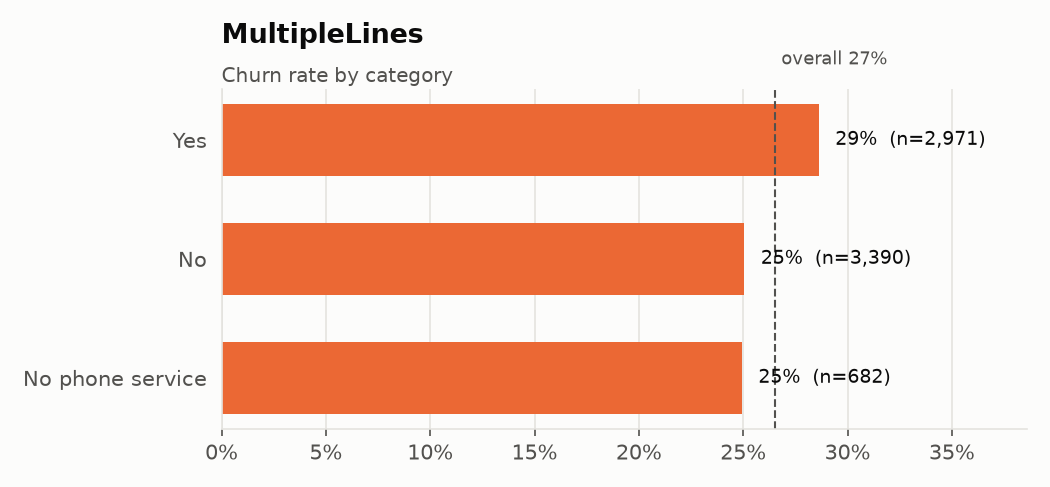 MultipleLines
overall 27%
Churn rate by category
Yes
29% (n=2,971)
No
25% (n=3,390)
No phone service
25% (n=682)
0% 5% 10% 15% 20% 25% 30% 35%